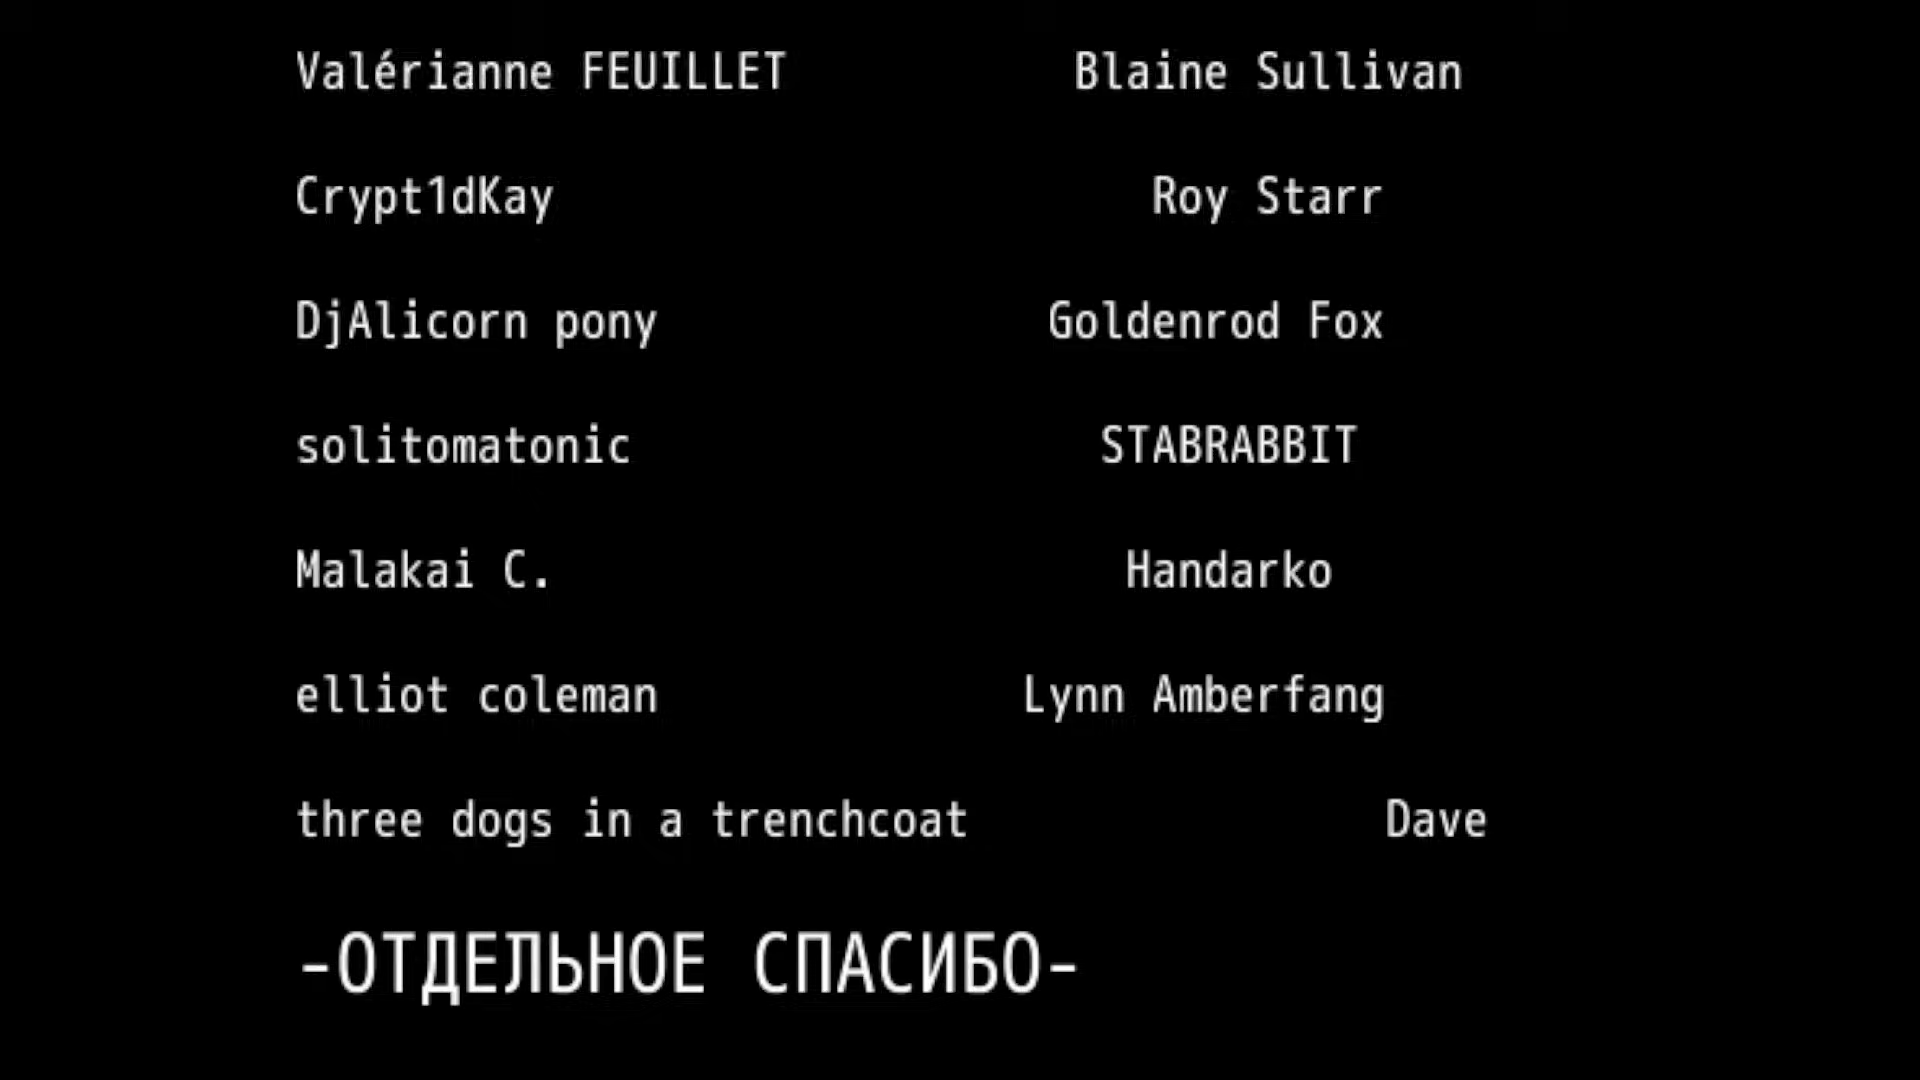 Valérianne FEUILLET Blaine Sullivan
Crypt1dKay Roy Starr
DjAlicorn pony Goldenrod Fox
solitomatonic STABRABBIT
Malakai C. Handarko
elliot coleman Lynn Amberfang
three dogs in a trenchcoat Dave
-ОТДЕЛЬНОЕ СПАСИБО-